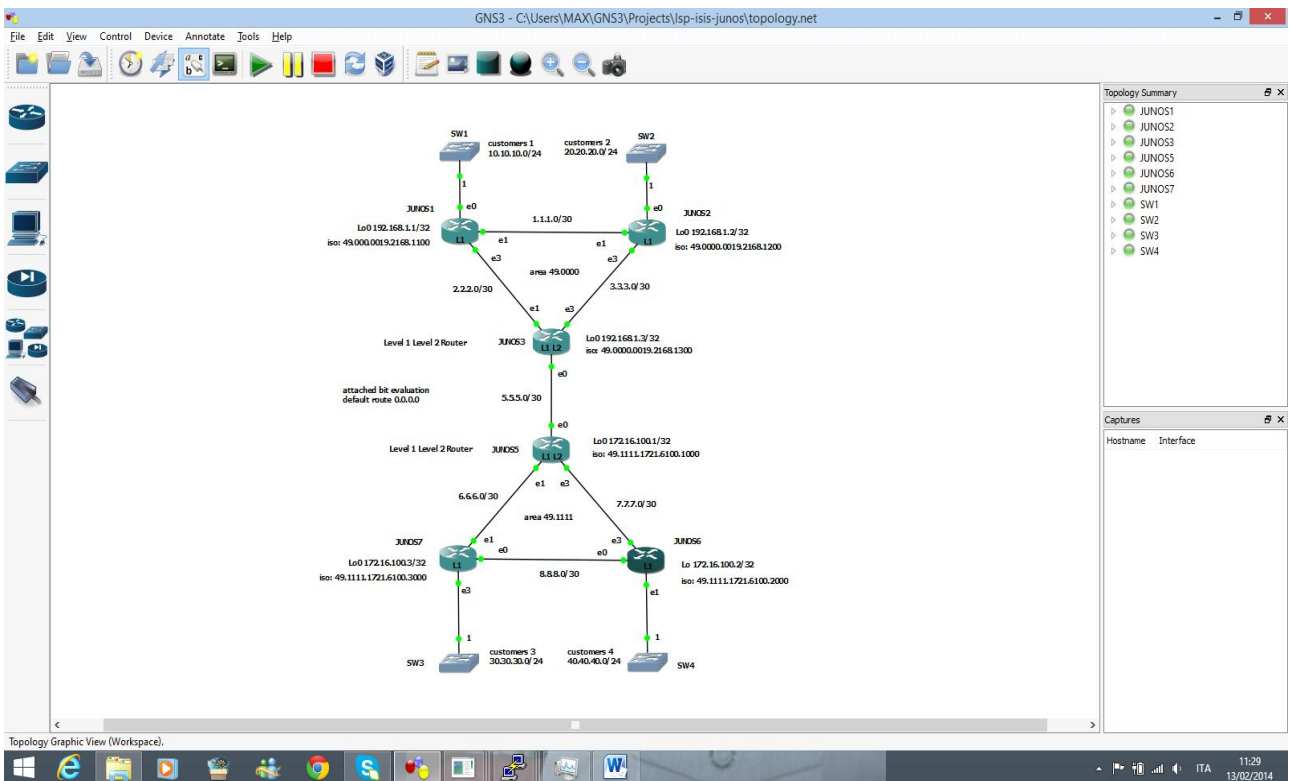 GNS3 - C:\Users\MAX\GNS3\Projects\lsp-isis-junos\topology.net
File Edit View Control Device Annotate Tools Help
Topology Summary
JUNOS1
JUNOS2
JUNOS3
JUNOS5
JUNOS6
JUNOS7
SW1
SW2
SW3
SW4
SW1
customers 1
10.10.10.0/24
customers 2
20.20.20.0/24
SW2
1
1
JUNOS1
e0
e0
JUNOS2
Lo0 192.168.1.1/32
iso: 49.000.0019.2168.1100
L1
e1
1.1.1.0/30
e1
L1
Lo0 192.168.1.2/32
iso: 49.0000.0019.2168.1200
e3
e3
area 49.0000
2.2.2.0/30
3.3.3.0/30
e1
e3
Level 1 Level 2 Router
JUNOS3
L1 L2
Lo0 192.168.1.3/32
iso: 49.0000.0019.2168.1300
e0
attached bit evaluation
default route 0.0.0.0
5.5.5.0/30
e0
Level 1 Level 2 Router
JUNOS5
L1 L2
Lo0 172.16.100.1/32
iso: 49.1111.1721.6100.1000
e1
e3
6.6.6.0/30
7.7.7.0/30
area 49.1111
JUNOS7
e1
e3
JUNOS6
e0
e0
Lo0 172.16.100.3/32
iso: 49.1111.1721.6100.3000
L1
8.8.8.0/30
L1
Lo 172.16.100.2/32
iso: 49.1111.1721.6100.2000
e3
e1
1
1
SW3
customers 3
30.30.30.0/24
customers 4
40.40.40.0/24
SW4
Captures
Hostname Interface
Topology Graphic View (Workspace).
ITA
11:29
13/02/2014